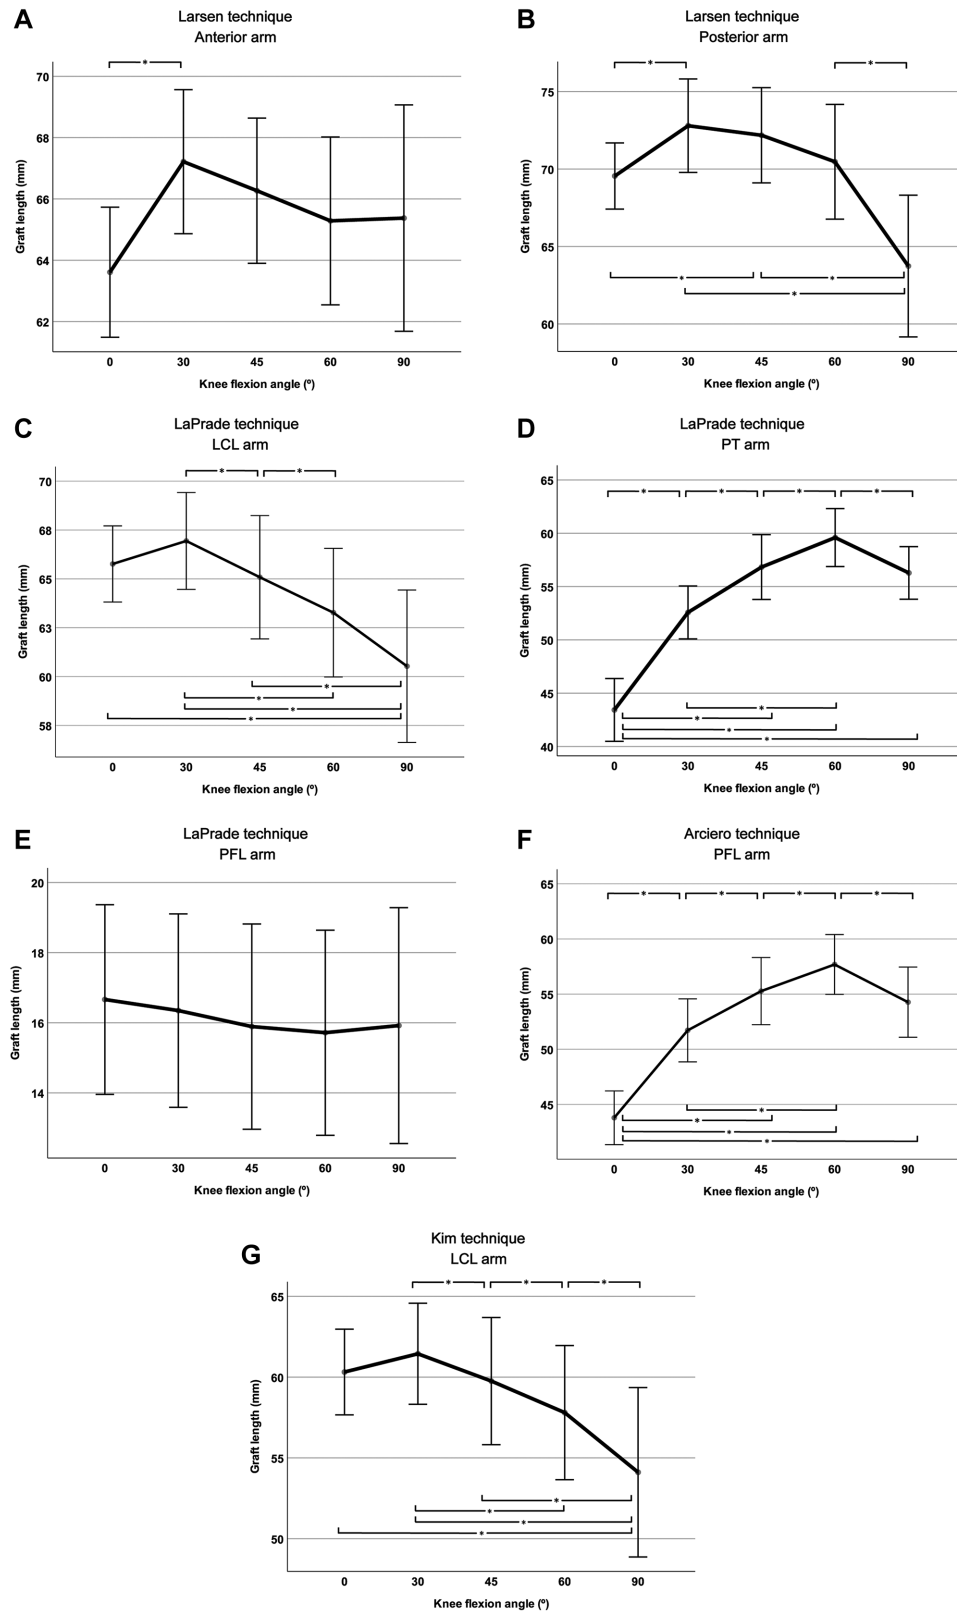 A
Larsen technique
Anterior arm
*
Graft length (mm)
70
68
66
64
62
0 30 45 60 90
Knee flexion angle (º)
B
Larsen technique
Posterior arm
* *
Graft length (mm)
75
70
65
60
* *
*
0 30 45 60 90
Knee flexion angle (º)
C
LaPrade technique
LCL arm
* *
Graft length (mm)
70
68
65
63
60
58
*
*
*
*
0 30 45 60 90
Knee flexion angle (º)
D
LaPrade technique
PT arm
* * * *
Graft length (mm)
65
60
55
50
45
40
*
*
*
*
0 30 45 60 90
Knee flexion angle (º)
E
LaPrade technique
PFL arm
Graft length (mm)
20
18
16
14
0 30 45 60 90
Knee flexion angle (º)
F
Arciero technique
PFL arm
* * * *
Graft length (mm)
65
60
55
50
45
*
*
*
*
0 30 45 60 90
Knee flexion angle (º)
G
Kim technique
LCL arm
* * *
Graft length (mm)
65
60
55
50
*
*
*
*
0 30 45 60 90
Knee flexion angle (º)